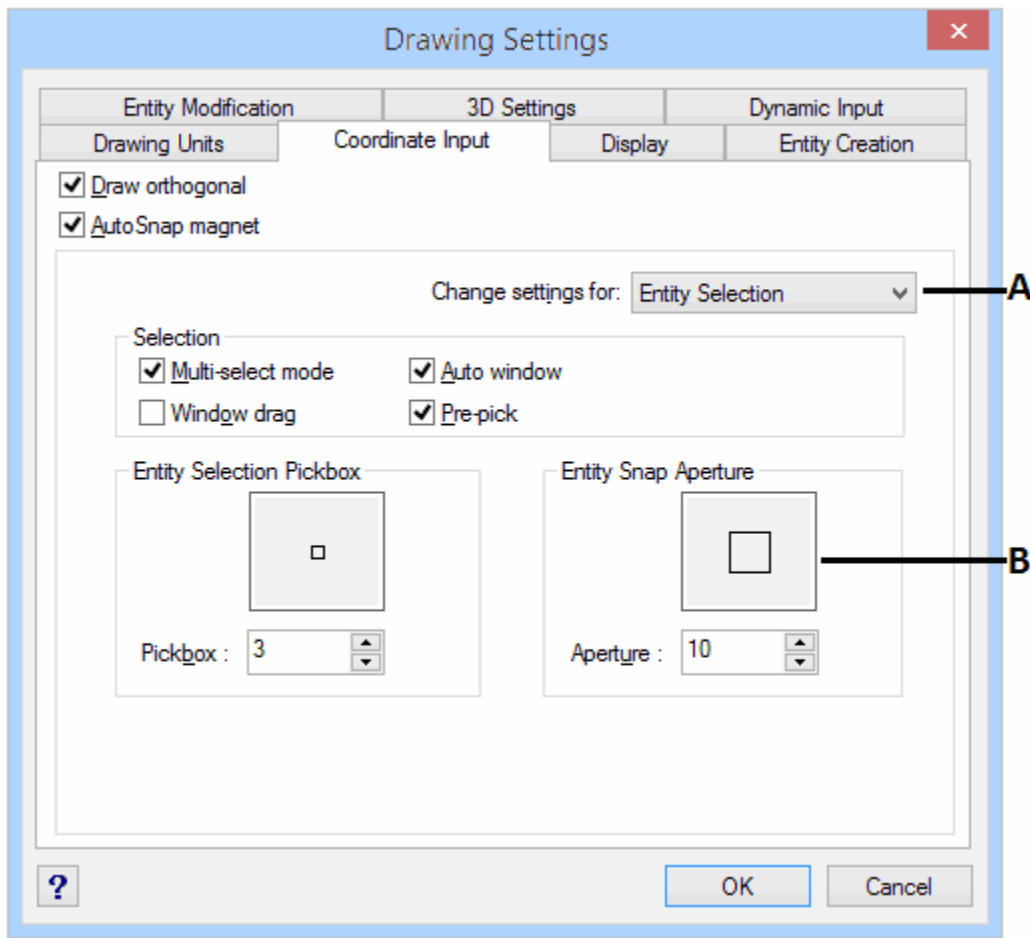 Drawing Settings
Entity Modification 3D Settings Dynamic Input
Drawing Units Coordinate Input Display Entity Creation
Draw orthogonal
AutoSnap magnet
Change settings for: Entity Selection A
Selection
Multi-select mode Auto window
Window drag Pre-pick
Entity Selection Pickbox Entity Snap Aperture
B
Pickbox : 3 Aperture : 10
? OK Cancel